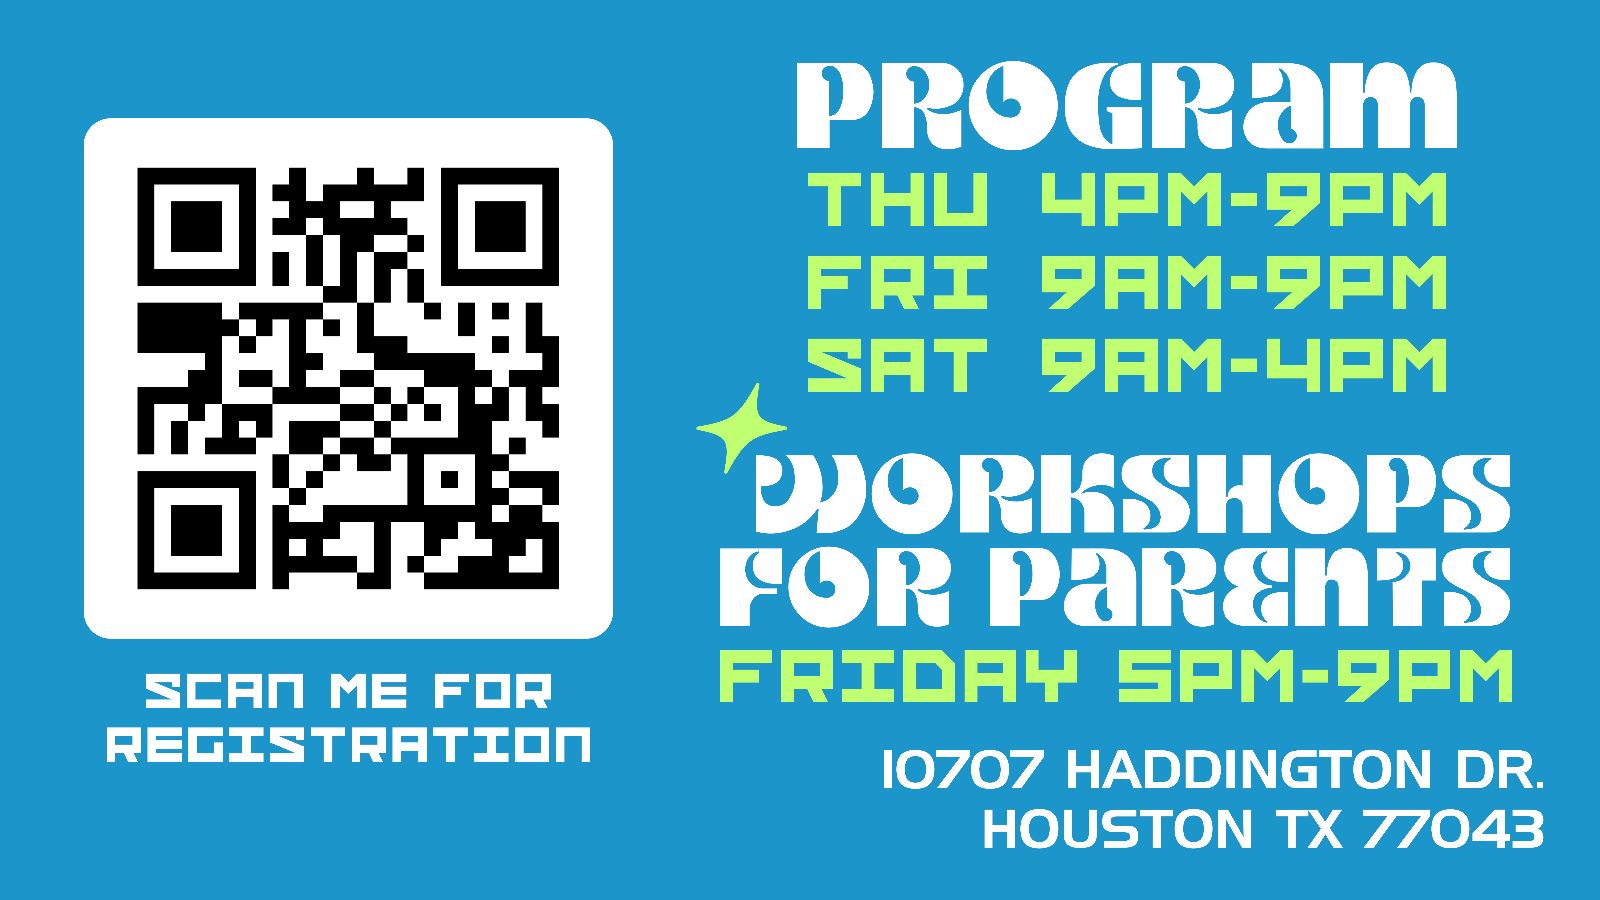 PROGRAM
THU 4PM-9PM
FRI 9AM-9PM
SAT 9AM-4PM
WORKSHOPS
FOR PARENTS
FRIDAY 5PM-9PM
SCAN ME FOR
REGISTRATION
10707 HADDINGTON DR.
HOUSTON TX 77043